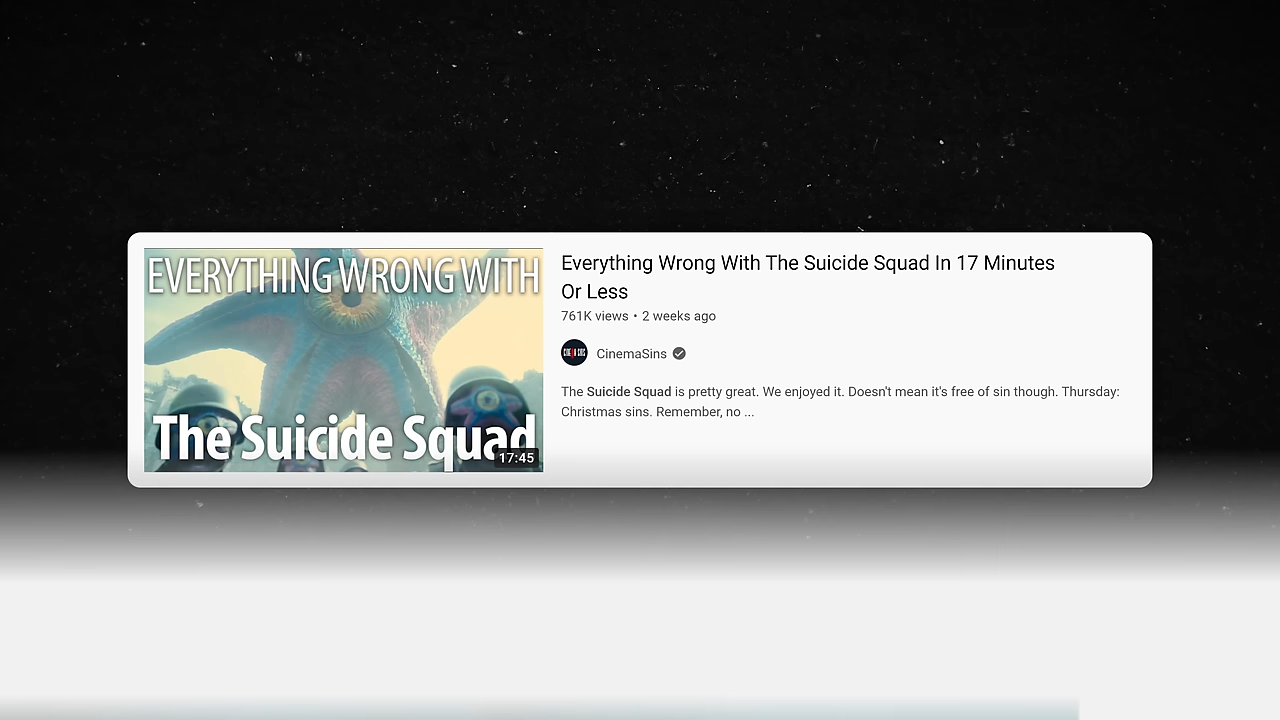 EVERYTHING WRONG WITH
The Suicide Squad
17:45
Everything Wrong With The Suicide Squad In 17 Minutes
Or Less
761K views • 2 weeks ago
CINEMA SINS
CinemaSins
The Suicide Squad is pretty great. We enjoyed it. Doesn't mean it's free of sin though. Thursday:
Christmas sins. Remember, no ...